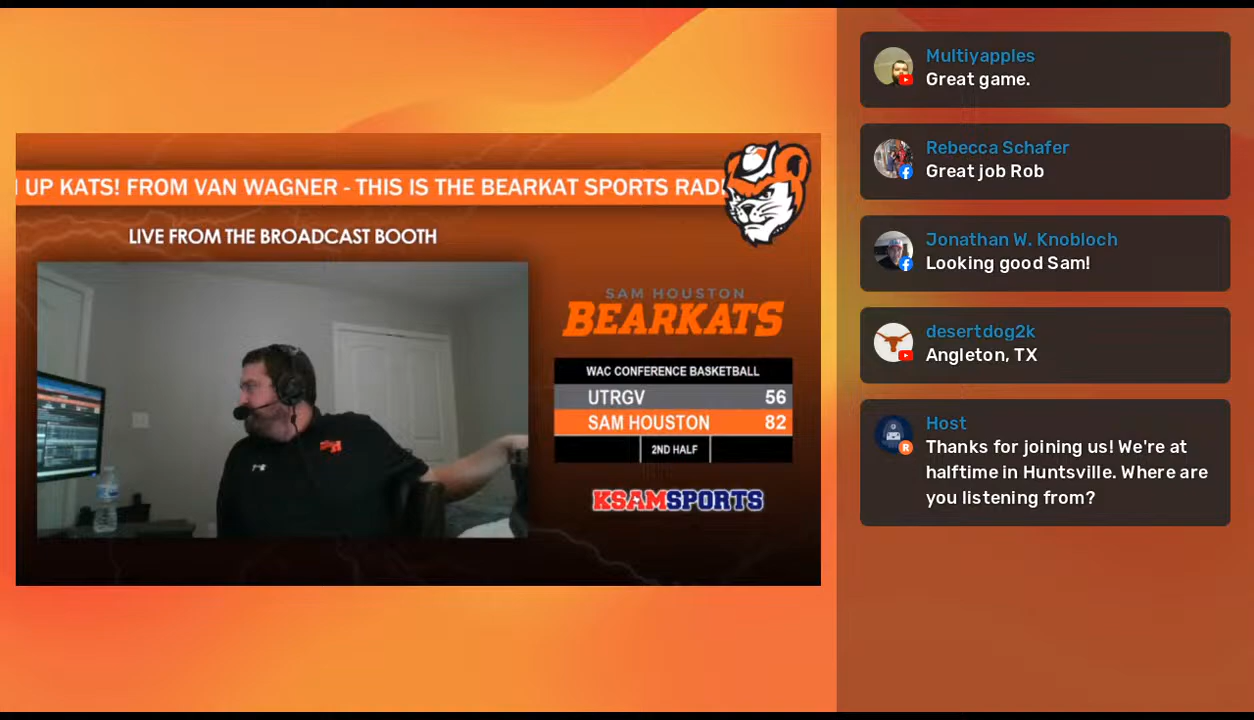 UP KATS! FROM VAN WAGNER - THIS IS THE BEARKAT SPORTS RADI
LIVE FROM THE BROADCAST BOOTH
SAM HOUSTON
BEARKATS
WAC CONFERENCE BASKETBALL
UTRGV 56
SAM HOUSTON 82
2ND HALF
KSAMSPORTS
Multiyapples
Great game.
Rebecca Schafer
Great job Rob
Jonathan W. Knobloch
Looking good Sam!
desertdog2k
Angleton, TX
Host
Thanks for joining us! We're at
halftime in Huntsville. Where are
you listening from?